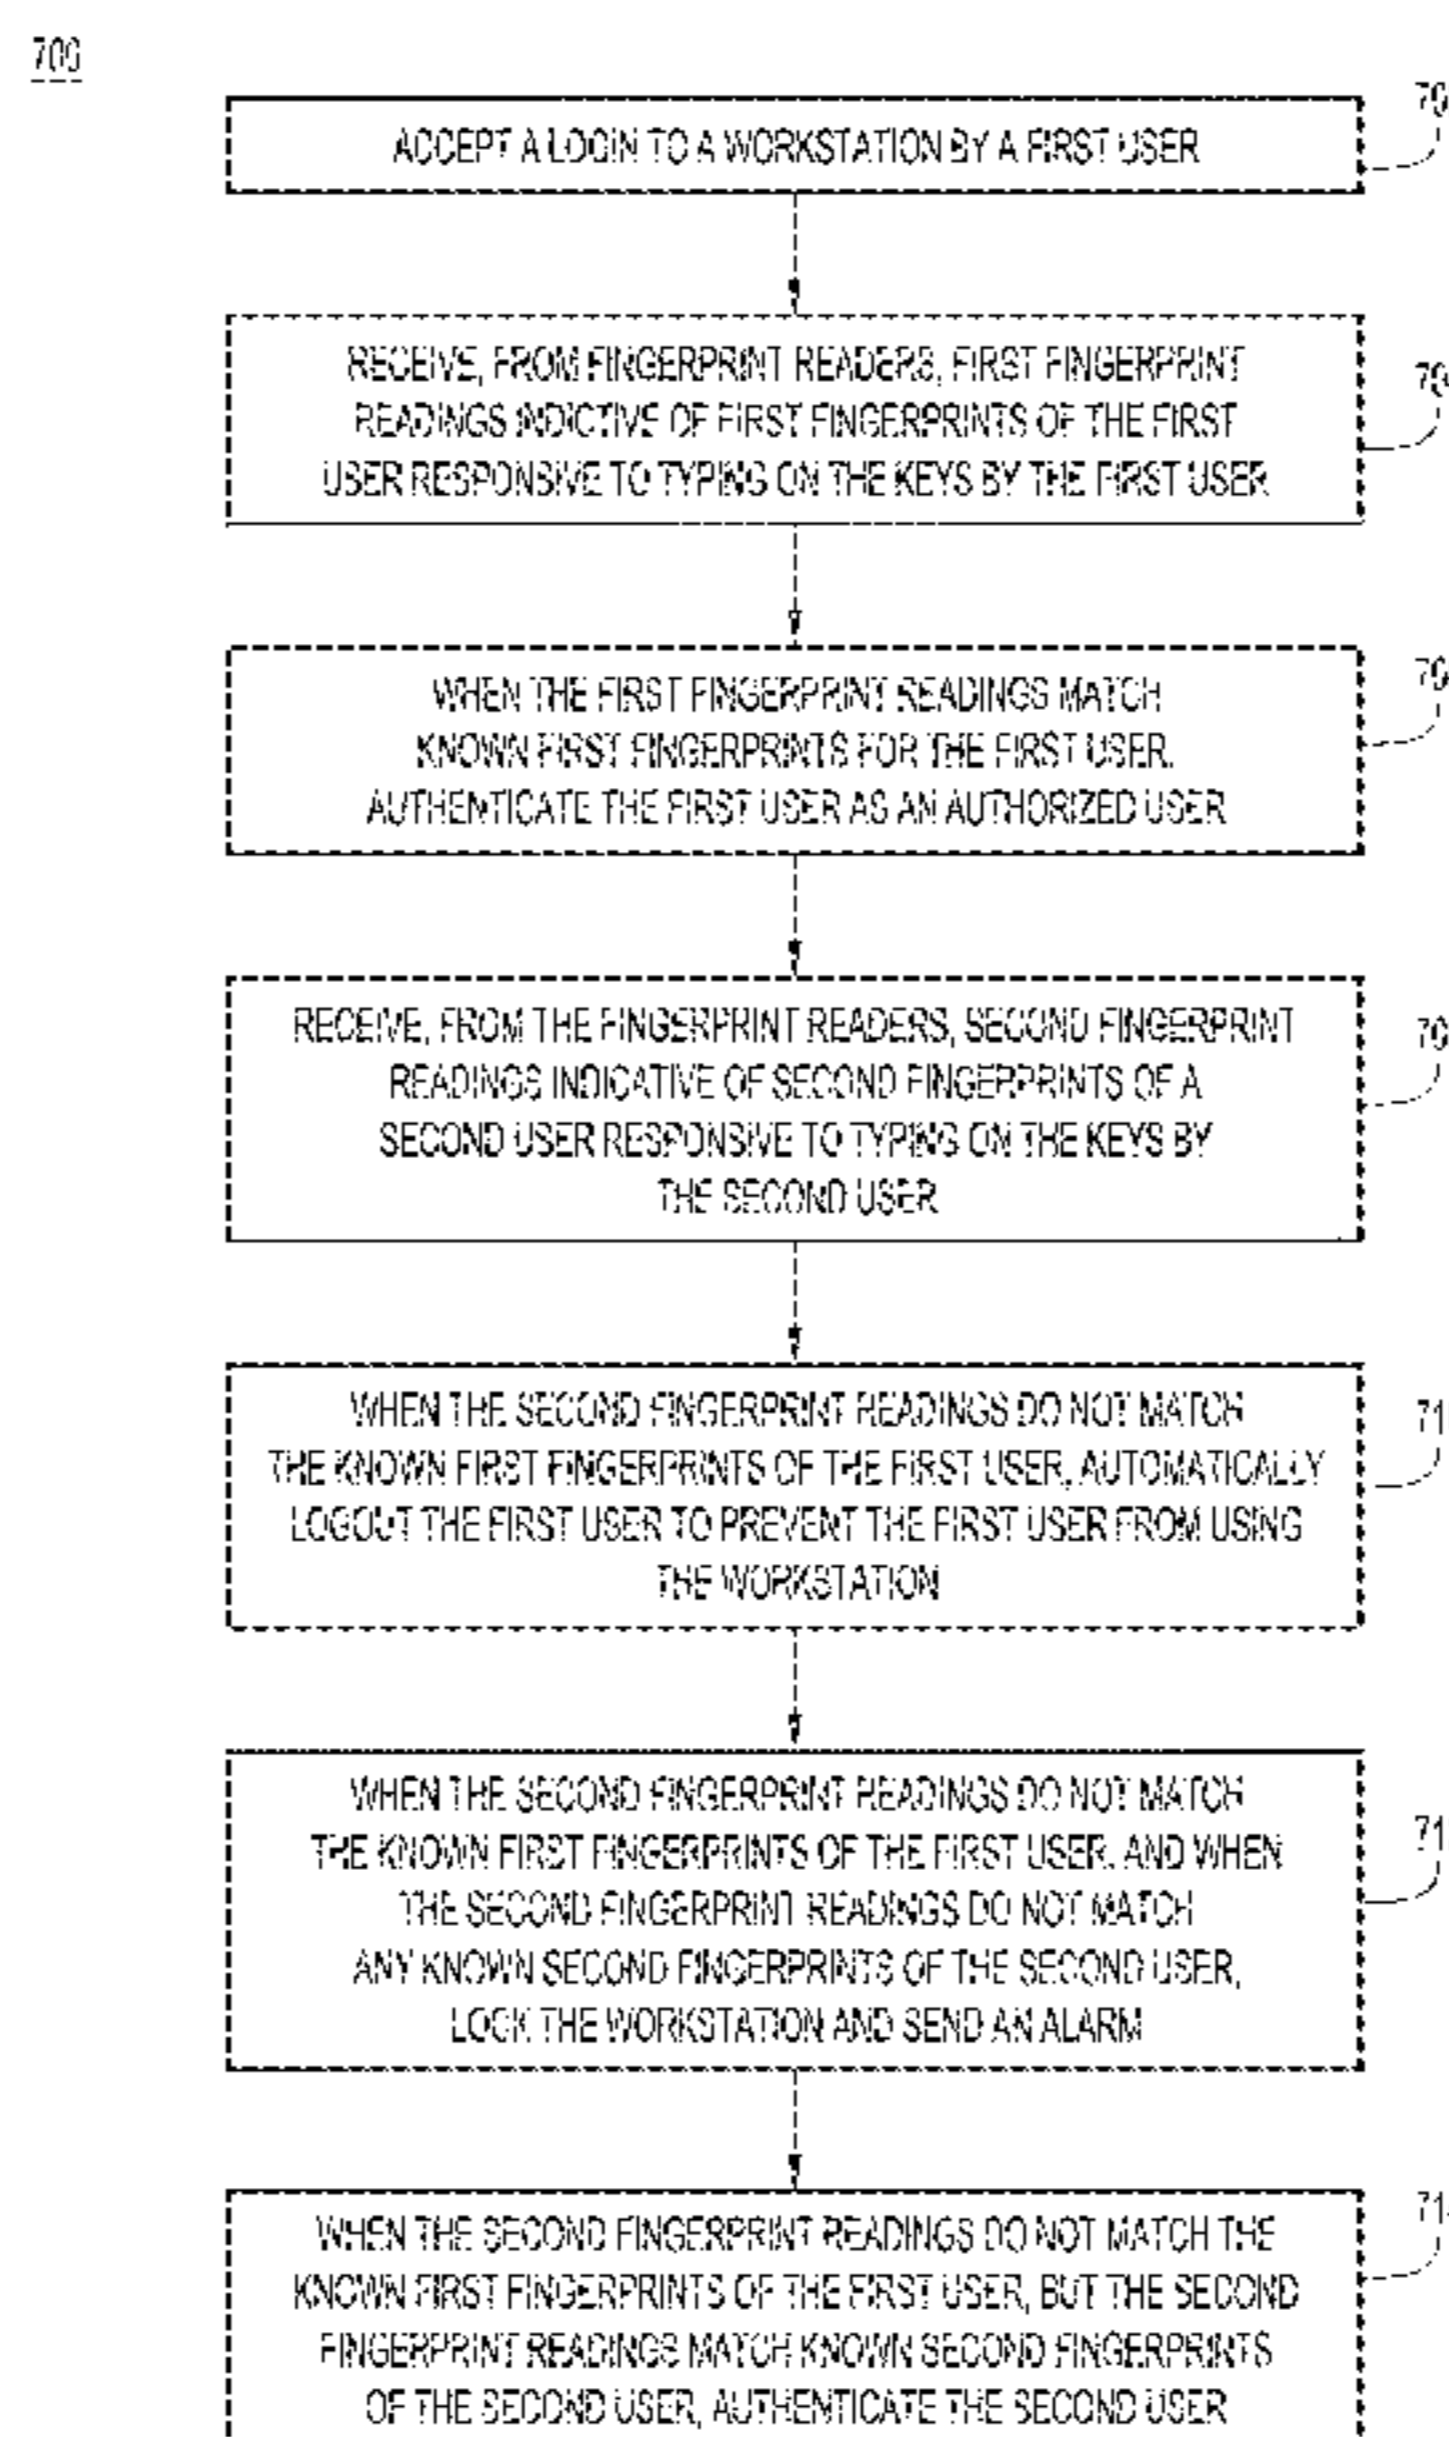 700
ACCEPT A LOGIN TO A WORKSTATION BY A FIRST USER
70
RECEIVE, FROM FINGERPRINT READERS, FIRST FINGERPRINT
READINGS INDICTIVE OF FIRST FINGERPRINTS OF THE FIRST
USER RESPONSIVE TO TYPING ON THE KEYS BY THE FIRST USER
70
WHEN THE FIRST FINGERPRINT READINGS MATCH
KNOWN FIRST FINGERPRINTS FOR THE FIRST USER,
AUTHENTICATE THE FIRST USER AS AN AUTHORIZED USER
70
RECEIVE, FROM THE FINGERPRINT READERS, SECOND FINGERPRINT
READINGS INDICATIVE OF SECOND FINGERPRINTS OF A
SECOND USER RESPONSIVE TO TYPING ON THE KEYS BY
THE SECOND USER
70
WHEN THE SECOND FINGERPRINT READINGS DO NOT MATCH
THE KNOWN FIRST FINGERPRINTS OF THE FIRST USER, AUTOMATICALLY
LOGOUT THE FIRST USER TO PREVENT THE FIRST USER FROM USING
THE WORKSTATION
71
WHEN THE SECOND FINGERPRINT READINGS DO NOT MATCH
THE KNOWN FIRST FINGERPRINTS OF THE FIRST USER, AND WHEN
THE SECOND FINGERPRINT READINGS DO NOT MATCH
ANY KNOWN SECOND FINGERPRINTS OF THE SECOND USER,
LOCK THE WORKSTATION AND SEND AN ALARM
71
WHEN THE SECOND FINGERPRINT READINGS DO NOT MATCH THE
KNOWN FIRST FINGERPRINTS OF THE FIRST USER, BUT THE SECOND
FINGERPRINT READINGS MATCH KNOWN SECOND FINGERPRINTS
OF THE SECOND USER, AUTHENTICATE THE SECOND USER
71